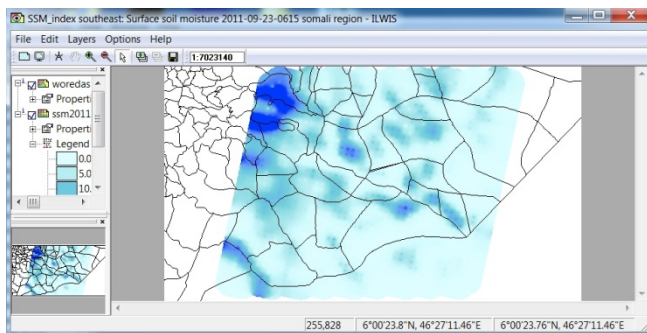 SSM_index southeast: Surface soil moisture 2011-09-23-0615 somali region - ILWIS
File Edit Layers Options Help
1:7023140
woredas
Properti
ssm2011
Properti
Legend
0.0
5.0
10.
255,828 6°00'23.8"N, 46°27'11.46"E 6°00'23.76"N, 46°27'11.46"E